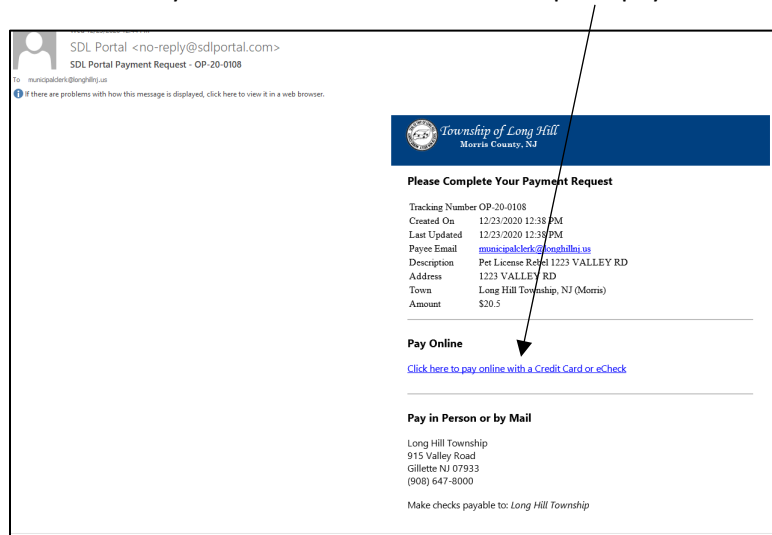 SDL Portal <no-reply@sdlportal.com>
SDL Portal Payment Request - OP-20-0108
To municipalclerk@longhillnj.us
If there are problems with how this message is displayed, click here to view it in a web browser.
Township of Long Hill
Morris County, NJ
Please Complete Your Payment Request
Tracking Number OP-20-0108
Created On 12/23/2020 12:38 PM
Last Updated 12/23/2020 12:38 PM
Payee Email municipalclerk@longhillnj.us
Description Pet License Rebel 1223 VALLEY RD
Address 1223 VALLEY RD
Town Long Hill Township, NJ (Morris)
Amount $20.5
Pay Online
Click here to pay online with a Credit Card or eCheck
Pay in Person or by Mail
Long Hill Township
915 Valley Road
Gillette NJ 07933
(908) 647-8000
Make checks payable to: Long Hill Township